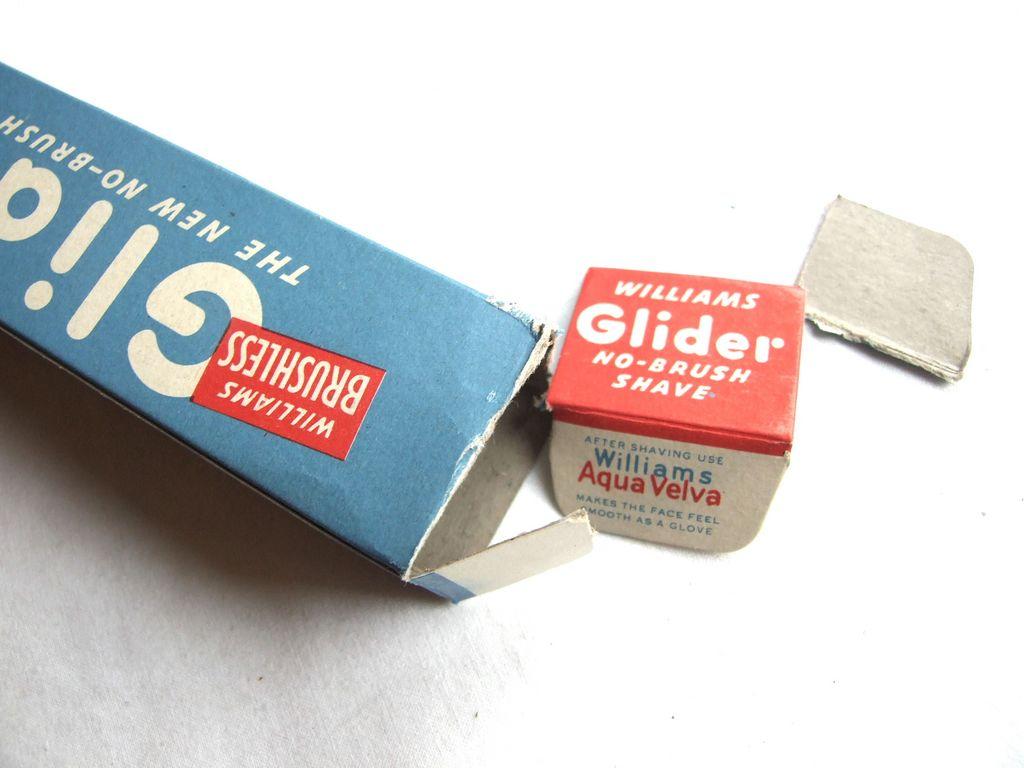 WILLIAMS
BRUSHLESS
Glid
THE NEW NO-BRUSH
WILLIAMS
Glider
NO-BRUSH
SHAVE
AFTER SHAVING USE
Williams
Aqua Velva
MAKES THE FACE FEEL
SMOOTH AS A GLOVE